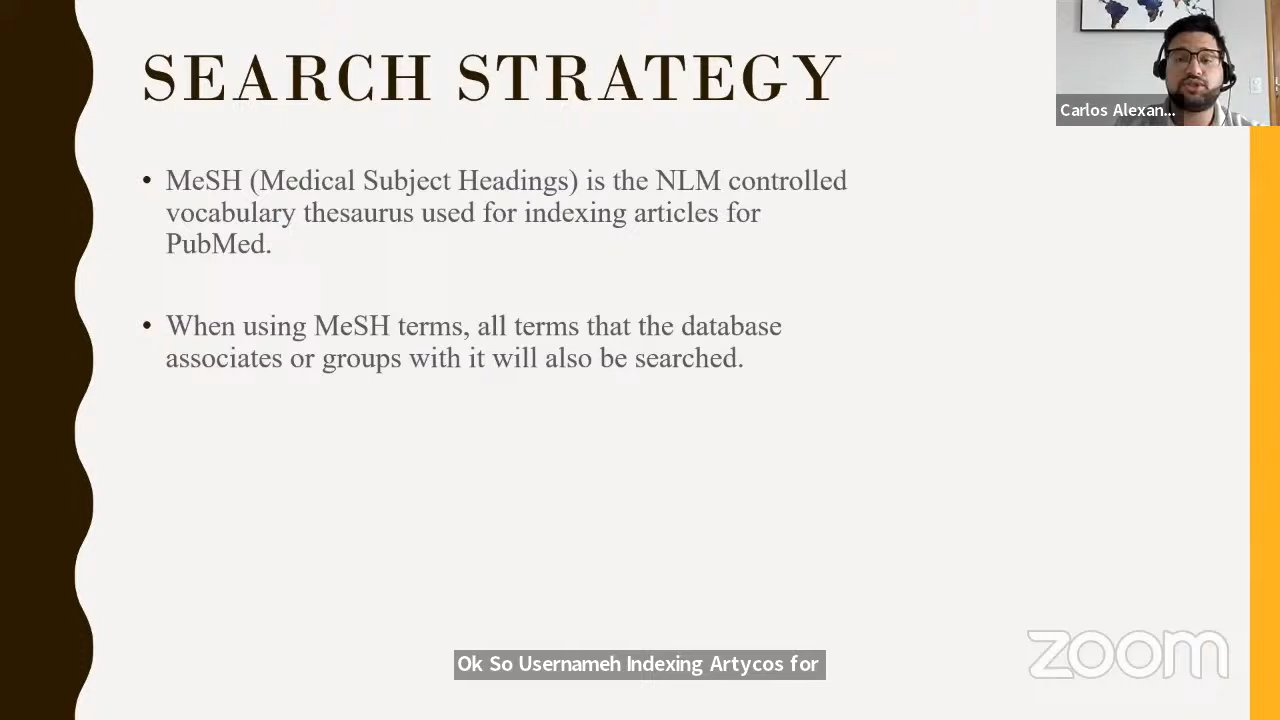 SEARCH STRATEGY
Carlos Alexan...
• MeSH (Medical Subject Headings) is the NLM controlled
vocabulary thesaurus used for indexing articles for
PubMed.
• When using MeSH terms, all terms that the database
associates or groups with it will also be searched.
zoom
Ok So Usernameh Indexing Artycos for